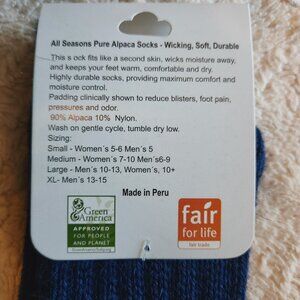 All Seasons Pure Alpaca Socks - Wicking, Soft, Durable
This s ock fits like a second skin, wicks moisture away,
and keeps your feet warm, comfortable and dry.
Highly durable socks, providing maximum comfort and
moisture control.
Padding clinically shown to reduce blisters, foot pain,
pressures and odor.
90% Alpaca 10% Nylon.
Wash on gentle cycle, tumble dry low.
Sizing:
Small - Women´s 5-6 Men´s 5
Medium - Women´s 7-10 Men´s6-9
Large - Women´s, 10-13, Men´s 10-12+
XL- Men´s 13-15
Made in Peru
Green
America
APPROVED
FOR PEOPLE
AND PLANET
GreenAmericaToday.org
fair
for life
fair trade